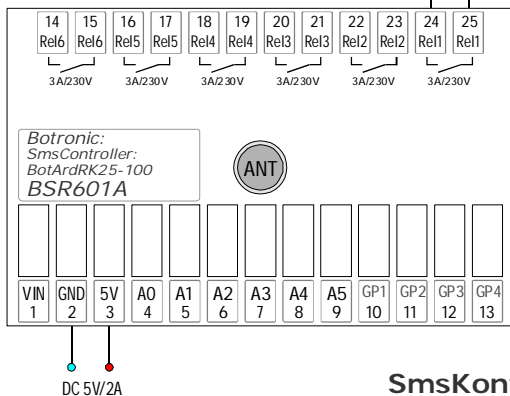 14 15 16 17 18 19 20 21 22 23 24 25
Rel6 Rel6 Rel5 Rel5 Rel4 Rel4 Rel3 Rel3 Rel2 Rel2 Rel1 Rel1
3A/230V 3A/230V 3A/230V 3A/230V 3A/230V 3A/230V
Botronic:
SmsController:
BotArdRK25-100
BSR601A
ANT
VIN GND 5V A0 A1 A2 A3 A4 A5 GP1 GP2 GP3 GP4
1 2 3 4 5 6 7 8 9 10 11 12 13
DC 5V/2A
SmsKon